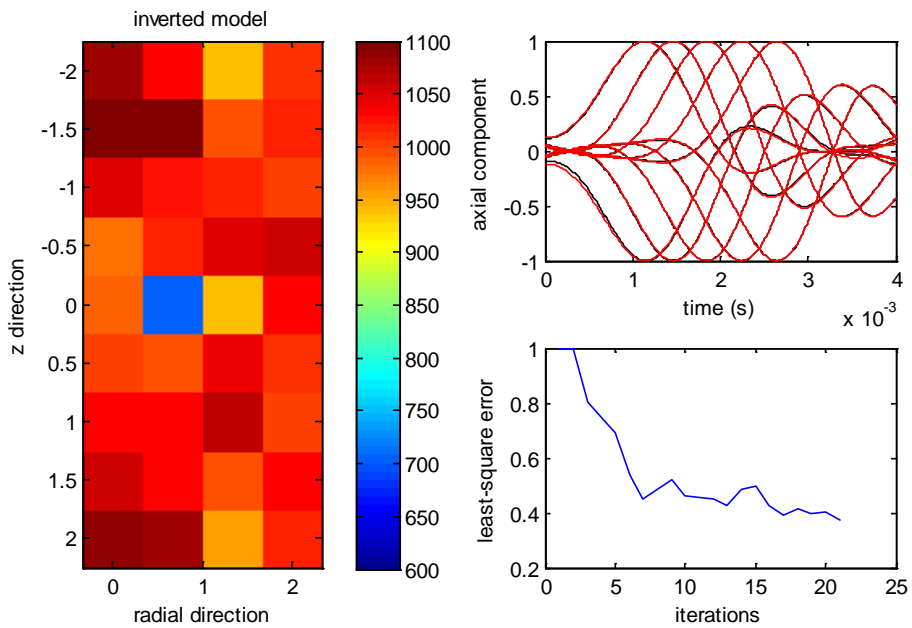 inverted model
-2
-1.5
-1
-0.5
0
0.5
1
1.5
2
z direction
0 1 2
radial direction
1100
1050
1000
950
900
850
800
750
700
650
600
1
0.5
0
-0.5
-1
axial component
0 1 2 3 4
time (s)
x 10-3
1
0.8
0.6
0.4
0.2
least-square error
0 5 10 15 20 25
iterations